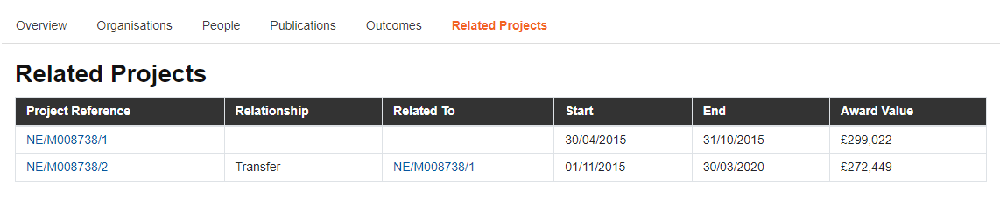 Overview Organisations People Publications Outcomes Related Projects
Related Projects
Project Reference Relationship Related To Start End Award Value
NE/M008738/1 30/04/2015 31/10/2015 £299,022
NE/M008738/2 Transfer NE/M008738/1 01/11/2015 30/03/2020 £272,449